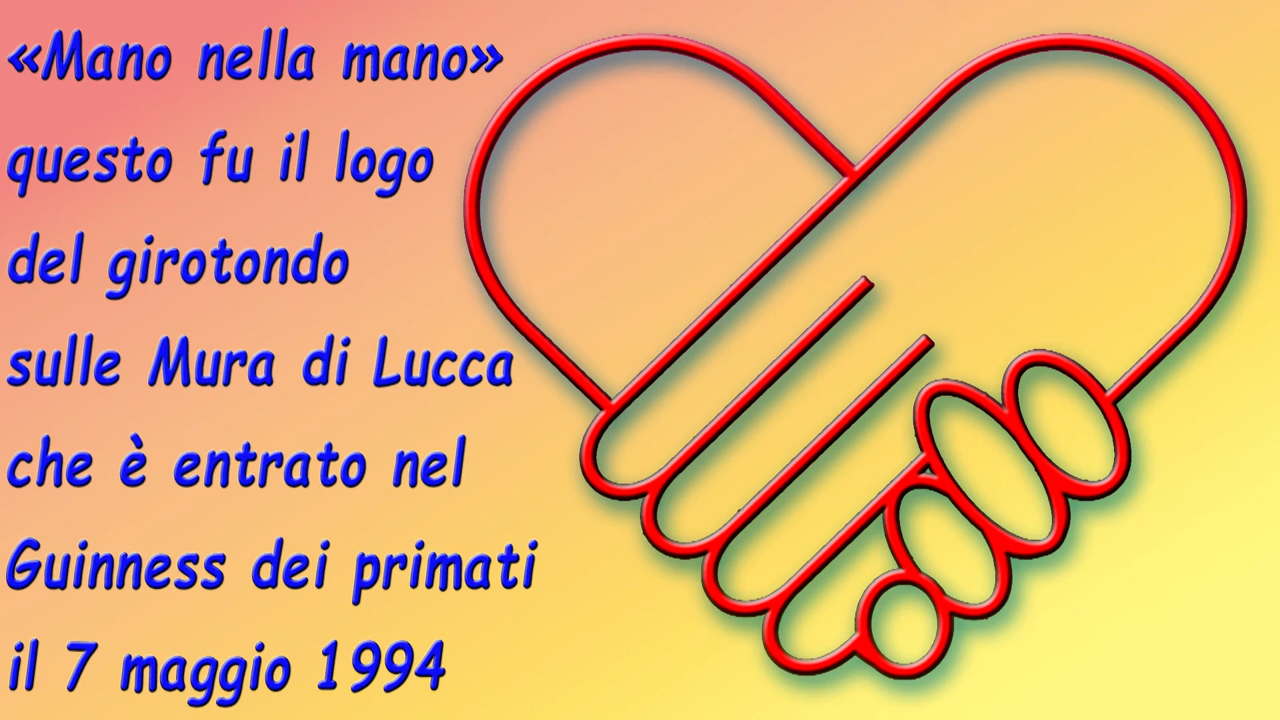 «Mano nella mano»
questo fu il logo
del girotondo
sulle Mura di Lucca
che è entrato nel
Guinness dei primati
il 7 maggio 1994